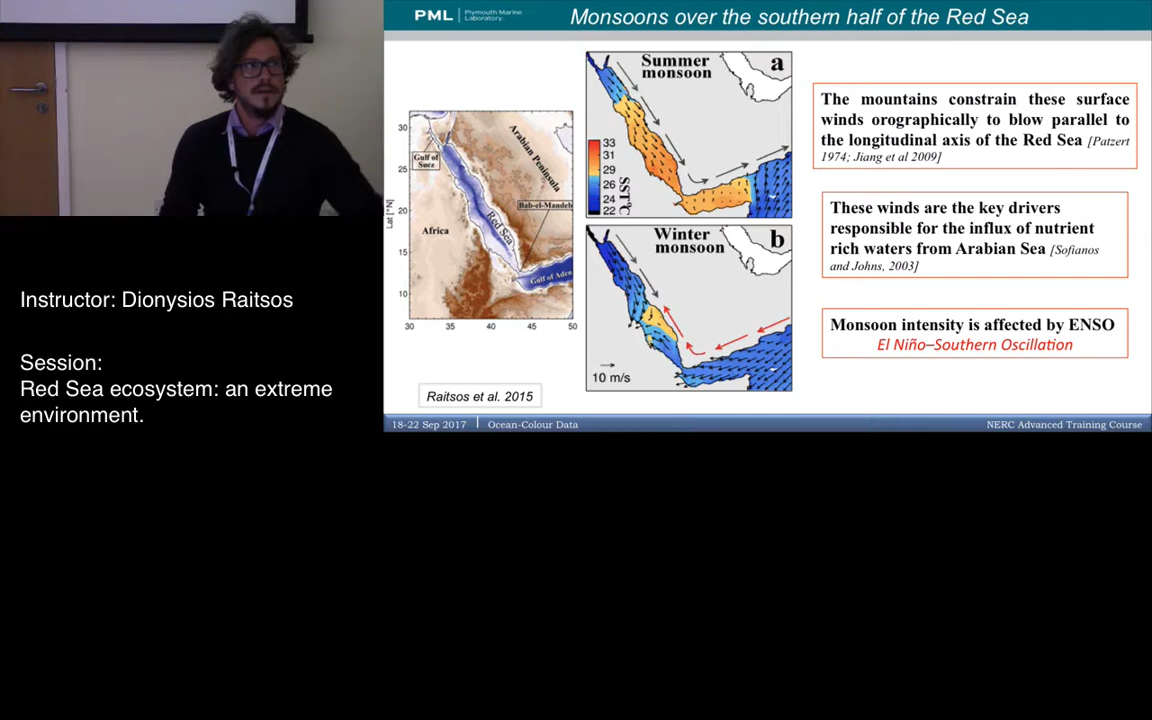 PML | Plymouth Marine
Laboratory
Monsoons over the southern half of the Red Sea
Instructor: Dionysios Raitsos
Session:
Red Sea ecosystem: an extreme
environment.
Lat [°N]
30
25
20
15
10
30 35 40 45 50
Gulf of
Suez
Arabian Peninsula
Bab-el-Mandeb
Red Sea
Africa
Gulf of Aden
Raitsos et al. 2015
Summer
monsoon
a
33
31
29
26
24
22
SST°C
Winter
monsoon
b
10 m/s
The mountains constrain these surface
winds orographically to blow parallel to
the longitudinal axis of the Red Sea [Patzert
1974; Jiang et al 2009]
These winds are the key drivers
responsible for the influx of nutrient
rich waters from Arabian Sea [Sofianos
and Johns, 2003]
Monsoon intensity is affected by ENSO
El Niño–Southern Oscillation
18-22 Sep 2017 | Ocean-Colour Data
NERC Advanced Training Course